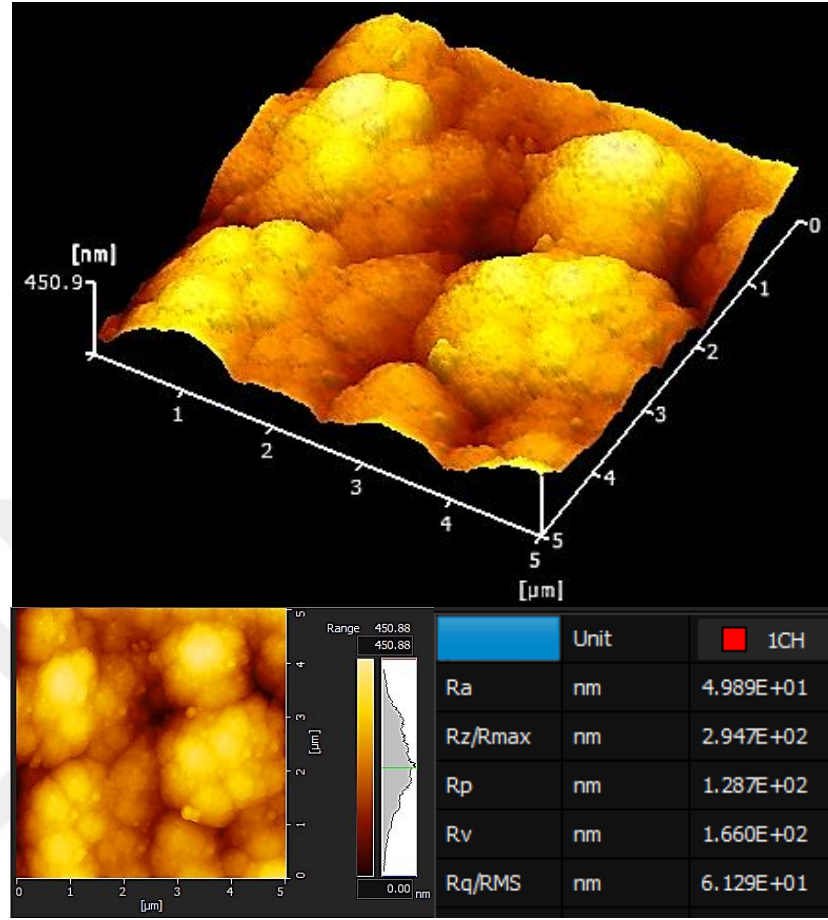 [nm]
450.9
0
1
2
3
4
5
1
2
3
4
5
[µm]
Range 450.88
450.88
0.00 nm
5
4
3
2
1
0
[µm]
0 1 2 3 4 5
[µm]
Unit 1CH
Ra nm 4.989E+01
Rz/Rmax nm 2.947E+02
Rp nm 1.287E+02
Rv nm 1.660E+02
Rq/RMS nm 6.129E+01